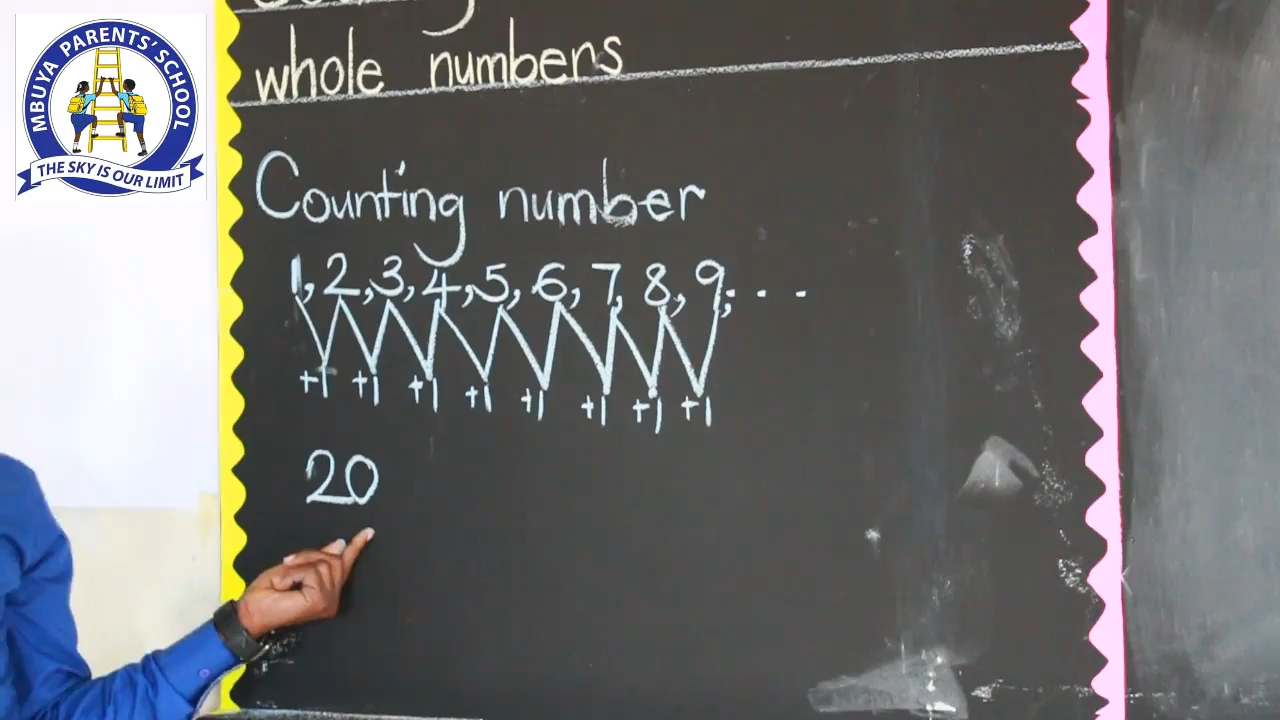 MBUYA PARENTS' SCHOOL
THE SKY IS OUR LIMIT
whole numbers
Counting number
1, 2, 3, 4, 5, 6, 7, 8, 9, ...
+1 +1 +1 +1 +1 +1 +1 +1
20